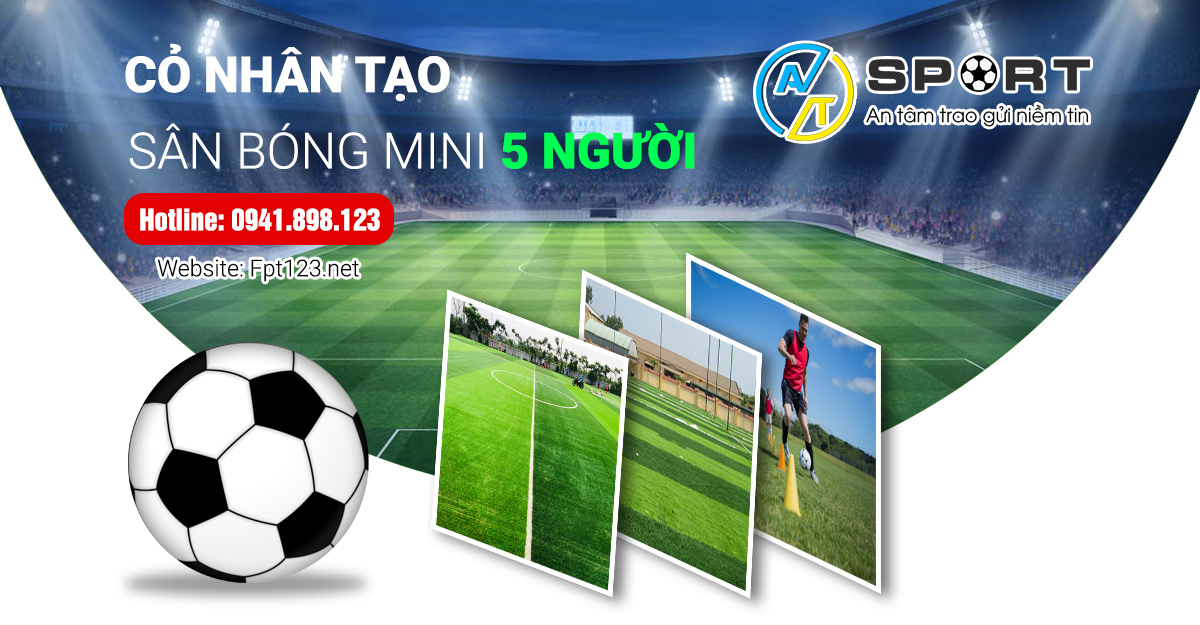 CỎ NHÂN TẠO
SÂN BÓNG MINI 5 NGƯỜI
Hotline: 0941.898.123
Website: Fpt123.net
AVT SPORT
An tâm trao gửi niềm tin